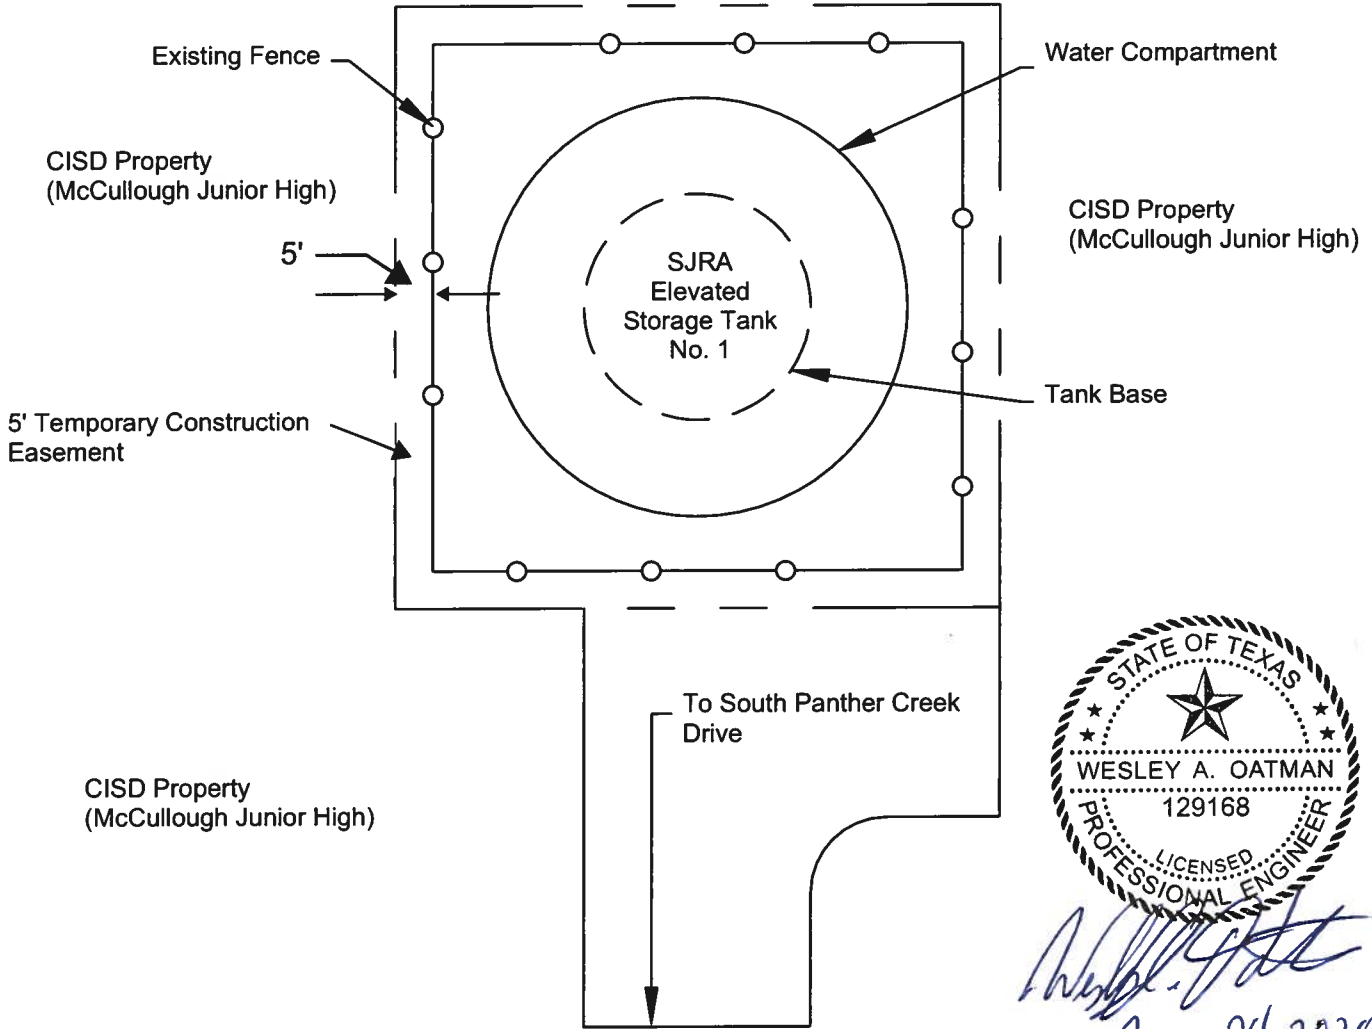 Existing Fence
Water Compartment
CISD Property
(McCullough Junior High)
CISD Property
(McCullough Junior High)
5'
SJRA
Elevated
Storage Tank
No. 1
Tank Base
5' Temporary Construction
Easement
To South Panther Creek
Drive
CISD Property
(McCullough Junior High)
STATE OF TEXAS
WESLEY A. OATMAN
129168
LICENSED
PROFESSIONAL ENGINEER